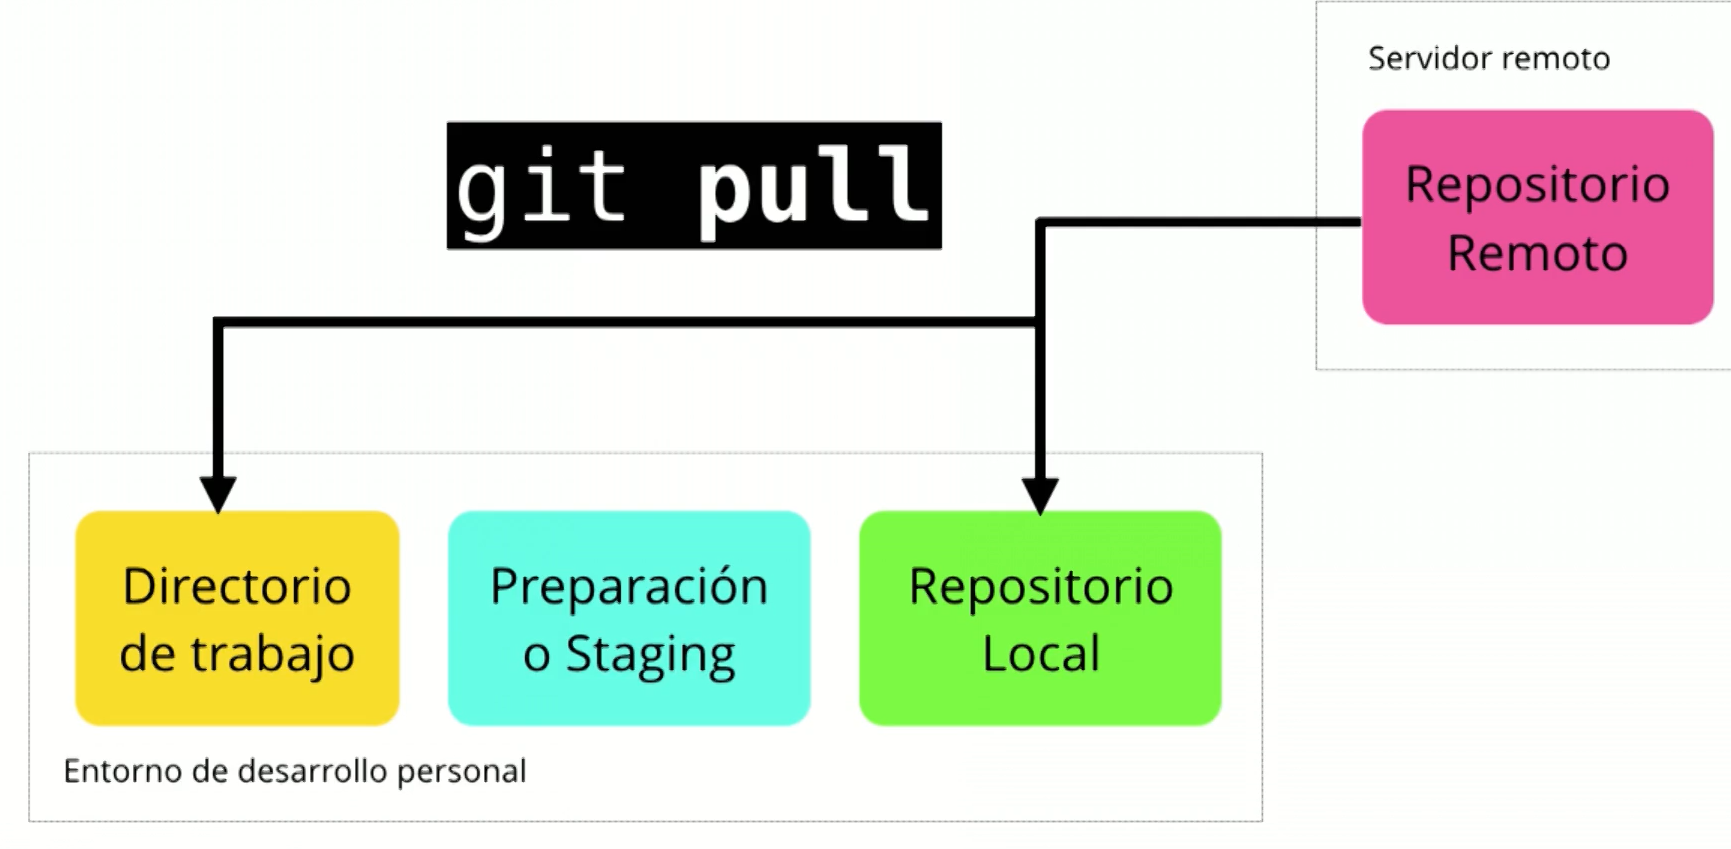 Servidor remoto
git pull
Repositorio
Remoto
Directorio
de trabajo
Preparación
o Staging
Repositorio
Local
Entorno de desarrollo personal